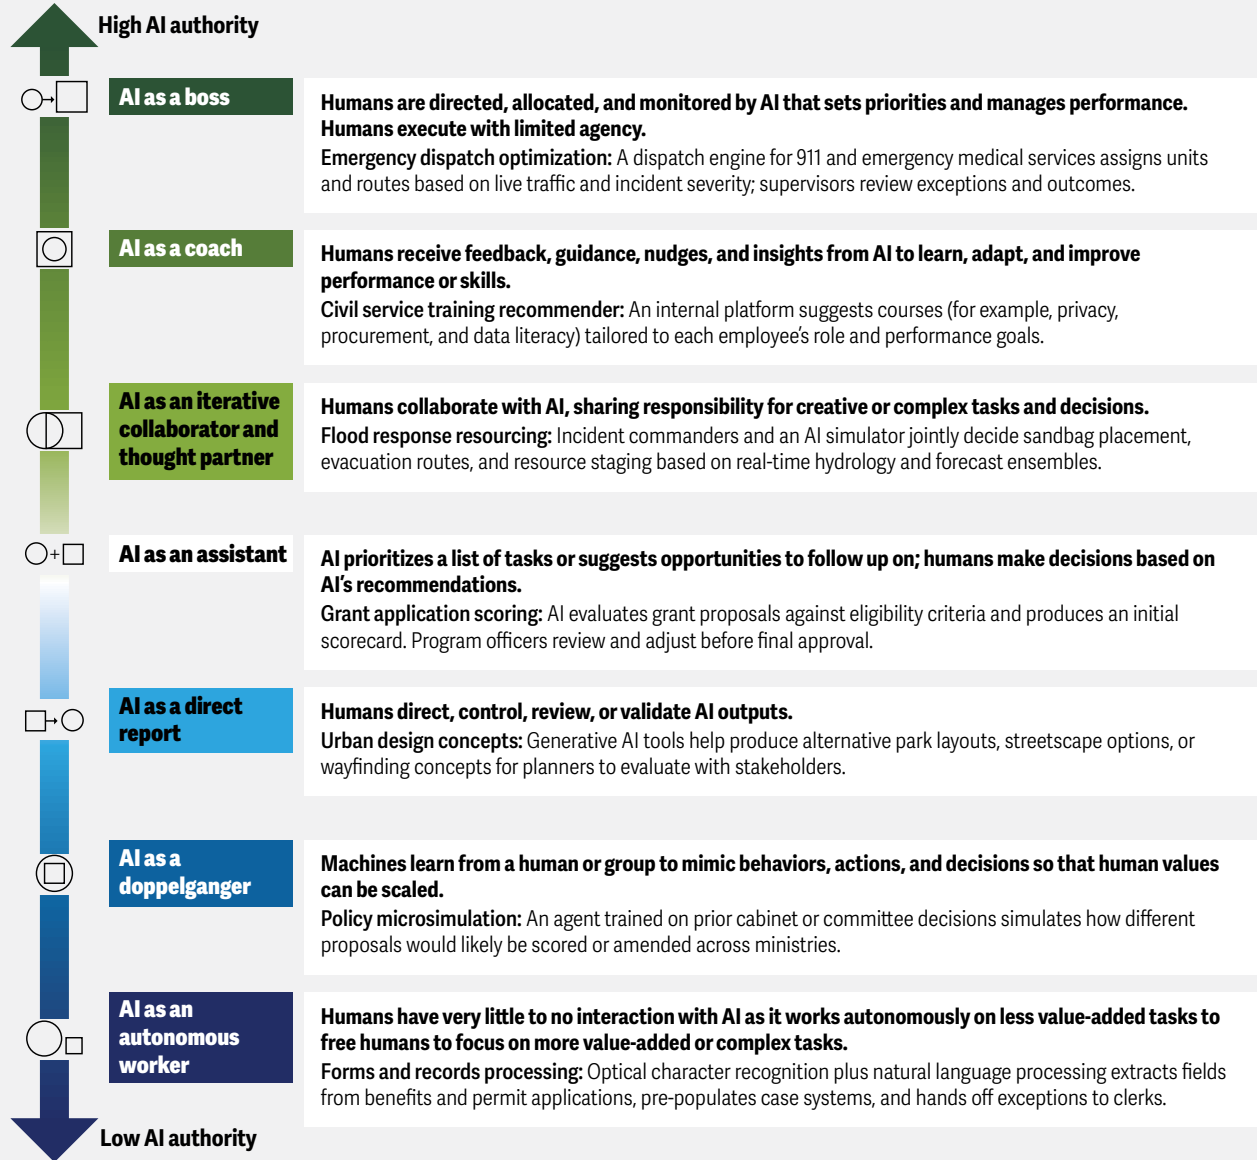 High AI authority
AI as a boss
Humans are directed, allocated, and monitored by AI that sets priorities and manages performance.
Humans execute with limited agency.
Emergency dispatch optimization: A dispatch engine for 911 and emergency medical services assigns units
and routes based on live traffic and incident severity; supervisors review exceptions and outcomes.
AI as a coach
Humans receive feedback, guidance, nudges, and insights from AI to learn, adapt, and improve
performance or skills.
Civil service training recommender: An internal platform suggests courses (for example, privacy,
procurement, and data literacy) tailored to each employee's role and performance goals.
AI as an iterative
collaborator and
thought partner
Humans collaborate with AI, sharing responsibility for creative or complex tasks and decisions.
Flood response resourcing: Incident commanders and an AI simulator jointly decide sandbag placement,
evacuation routes, and resource staging based on real-time hydrology and forecast ensembles.
AI as an assistant
AI prioritizes a list of tasks or suggests opportunities to follow up on; humans make decisions based on
AI's recommendations.
Grant application scoring: AI evaluates grant proposals against eligibility criteria and produces an initial
scorecard. Program officers review and adjust before final approval.
AI as a direct
report
Humans direct, control, review, or validate AI outputs.
Urban design concepts: Generative AI tools help produce alternative park layouts, streetscape options, or
wayfinding concepts for planners to evaluate with stakeholders.
AI as a
doppelganger
Machines learn from a human or group to mimic behaviors, actions, and decisions so that human values
can be scaled.
Policy microsimulation: An agent trained on prior cabinet or committee decisions simulates how different
proposals would likely be scored or amended across ministries.
AI as an
autonomous
worker
Humans have very little to no interaction with AI as it works autonomously on less value-added tasks to
free humans to focus on more value-added or complex tasks.
Forms and records processing: Optical character recognition plus natural language processing extracts fields
from benefits and permit applications, pre-populates case systems, and hands off exceptions to clerks.
Low AI authority